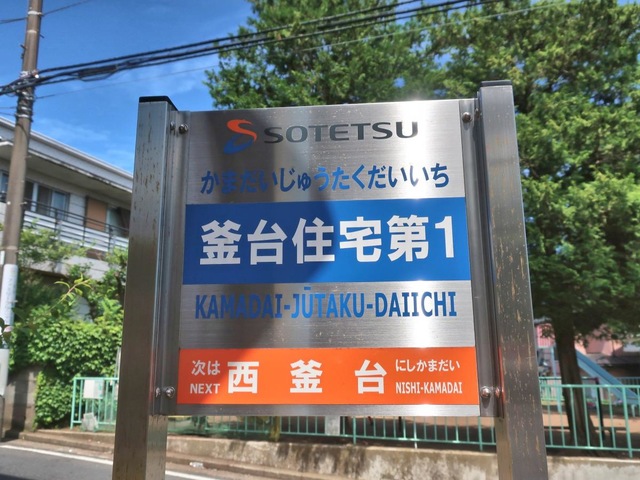 SOTETSU
かまだいじゅうたくだいいち
釜台住宅第1
KAMADAI-JŪTAKU-DAIICHI
次は 西釜台 にしかまだい
NEXT NISHI-KAMADAI